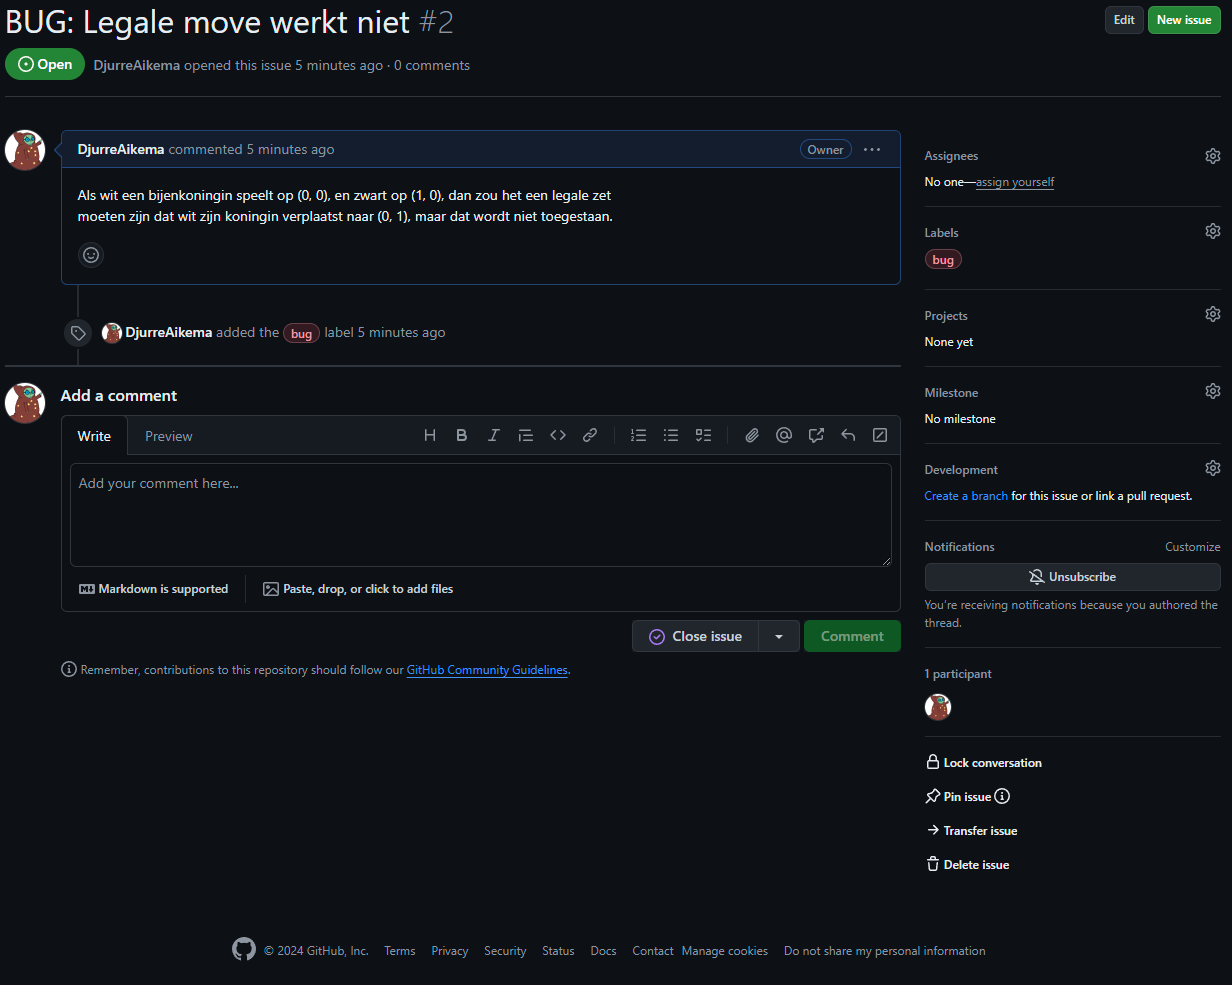 BUG: Legale move werkt niet #2
Edit
New issue
Open
DjurreAikema opened this issue 5 minutes ago · 0 comments
DjurreAikema commented 5 minutes ago
Owner
Als wit een bijenkoningin speelt op (0, 0), en zwart op (1, 0), dan zou het een legale zet
moeten zijn dat wit zijn koningin verplaatst naar (0, 1), maar dat wordt niet toegestaan.
DjurreAikema added the bug label 5 minutes ago
Add a comment
Write
Preview
Add your comment here...
Markdown is supported
Paste, drop, or click to add files
Close issue
Comment
Remember, contributions to this repository should follow our GitHub Community Guidelines.
Assignees
No one—assign yourself
Labels
bug
Projects
None yet
Milestone
No milestone
Development
Create a branch for this issue or link a pull request.
Notifications
Customize
Unsubscribe
You're receiving notifications because you authored the
thread.
1 participant
Lock conversation
Pin issue
Transfer issue
Delete issue
© 2024 GitHub, Inc.
Terms
Privacy
Security
Status
Docs
Contact
Manage cookies
Do not share my personal information